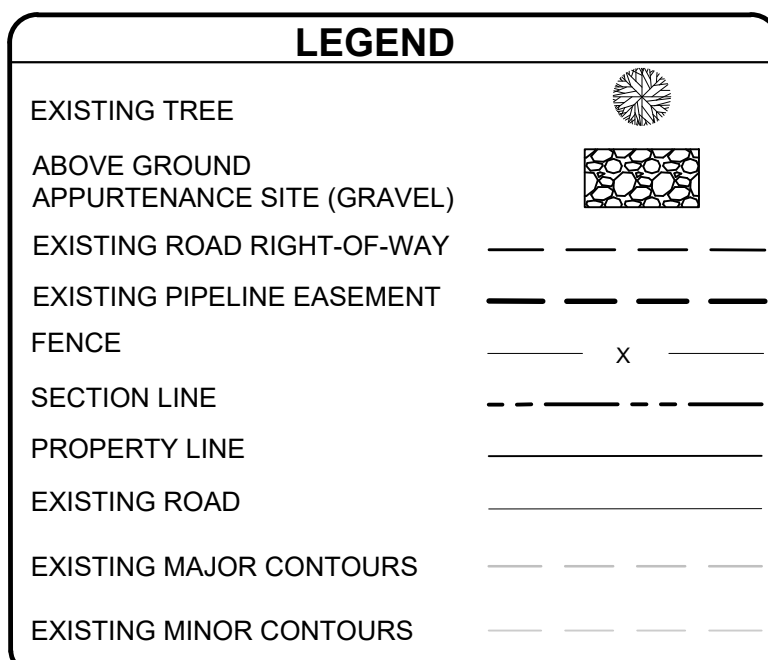 LEGEND
EXISTING TREE
ABOVE GROUND
APPURTENANCE SITE (GRAVEL)
EXISTING ROAD RIGHT-OF-WAY
EXISTING PIPELINE EASEMENT
FENCE
X
SECTION LINE
PROPERTY LINE
EXISTING ROAD
EXISTING MAJOR CONTOURS
EXISTING MINOR CONTOURS